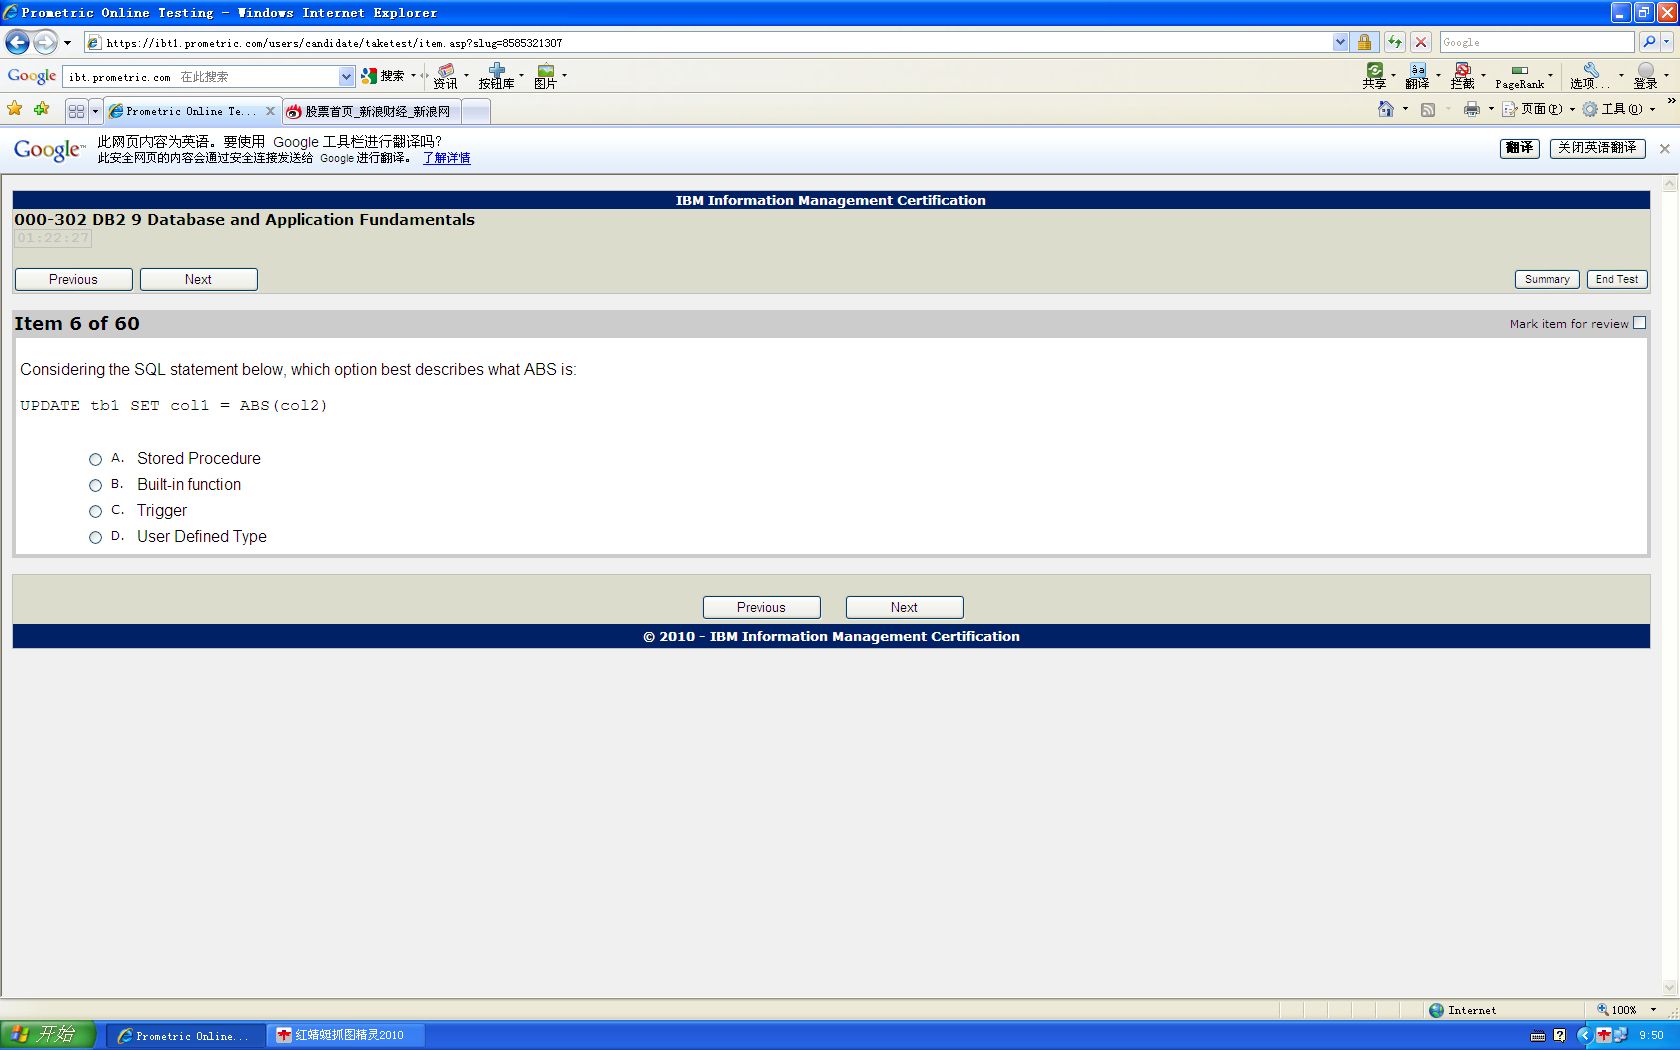 Prometric Online Testing - Windows Internet Explorer
https://ibt1.prometric.com/users/candidate/taketest/item.asp?slug=8585321307
Google
Google ibt.prometric.com 在此搜索 搜索 资讯 按钮库 图片 共享 翻译 拦截 PageRank 选项... 登录
Prometric Online Te... 股票首页_新浪财经_新浪网 页面(P) 工具(O)
Google™ 此网页内容为英语。要使用 Google 工具栏进行翻译吗?
此安全网页的内容会通过安全连接发送给 Google 进行翻译。 了解详情
翻译 关闭英语翻译
IBM Information Management Certification
000-302 DB2 9 Database and Application Fundamentals
01:22:27
Previous Next Summary End Test
Item 6 of 60 Mark item for review
Considering the SQL statement below, which option best describes what ABS is:
UPDATE tb1 SET col1 = ABS(col2)
A. Stored Procedure
B. Built-in function
C. Trigger
D. User Defined Type
Previous Next
© 2010 - IBM Information Management Certification
Internet 100%
开始 Prometric Online... 红蜻蜓抓图精灵2010 9:50